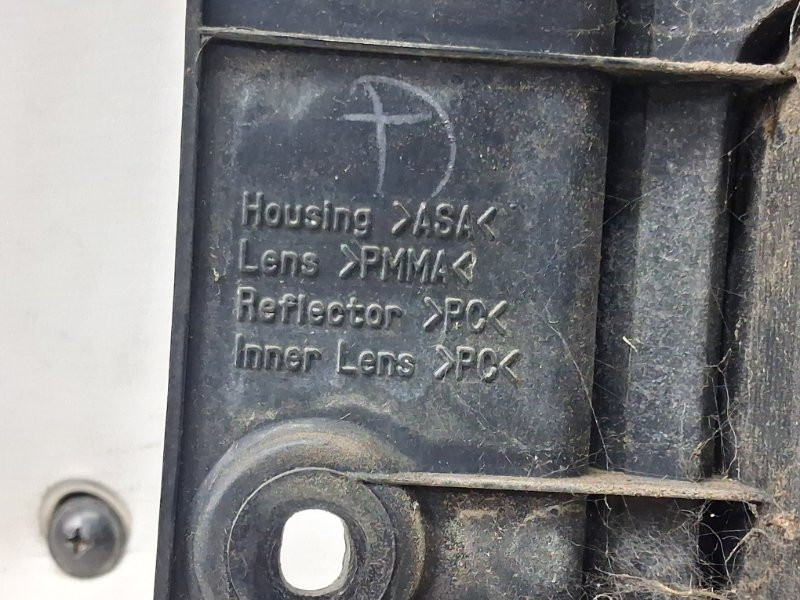 Housing >ASA<
Lens >PMMA<
Reflector >PC<
Inner Lens >PC<